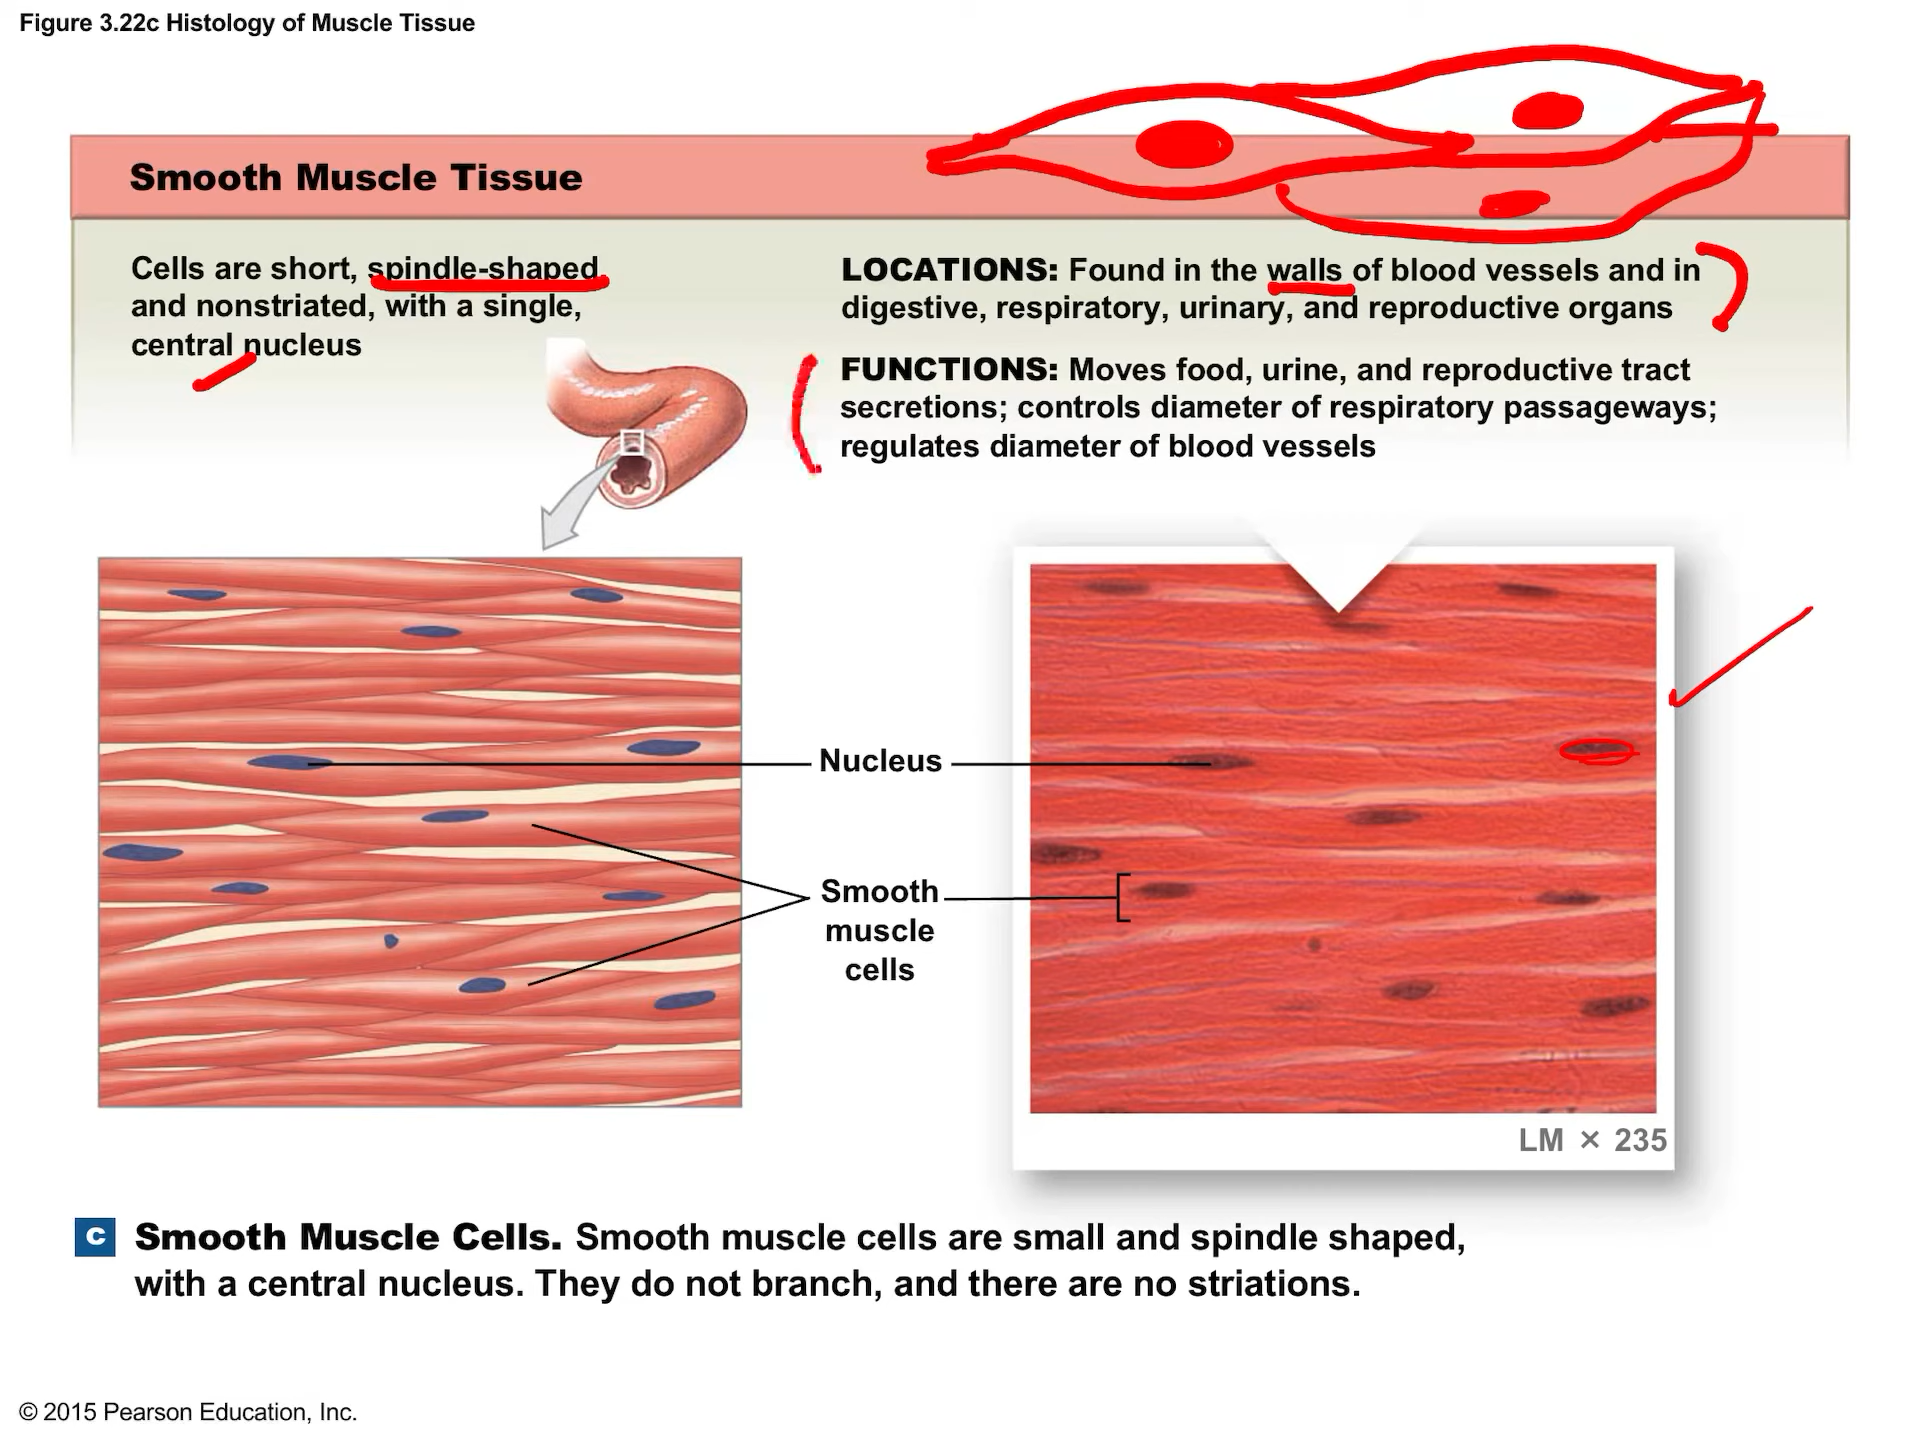 Figure 3.22c Histology of Muscle Tissue
Smooth Muscle Tissue
Cells are short, spindle-shaped
and nonstriated, with a single,
central nucleus
LOCATIONS: Found in the walls of blood vessels and in
digestive, respiratory, urinary, and reproductive organs
FUNCTIONS: Moves food, urine, and reproductive tract
secretions; controls diameter of respiratory passageways;
regulates diameter of blood vessels
Nucleus
Smooth
muscle
cells
LM × 235
C Smooth Muscle Cells. Smooth muscle cells are small and spindle shaped,
with a central nucleus. They do not branch, and there are no striations.
© 2015 Pearson Education, Inc.